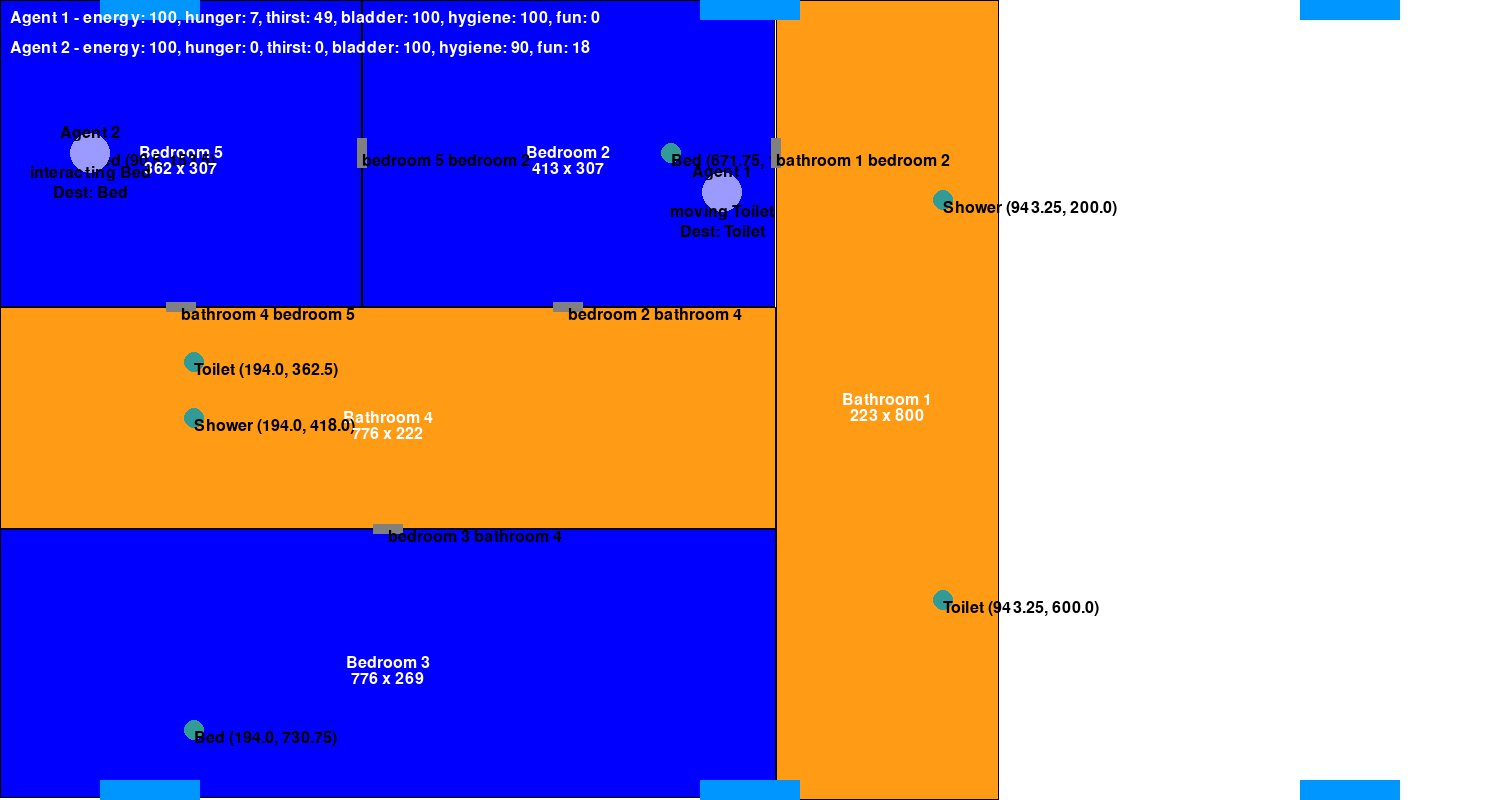 Agent 1 - energy: 100, hunger: 7, thirst: 49, bladder: 100, hygiene: 100, fun: 0
Agent 2 - energy: 100, hunger: 0, thirst: 0, bladder: 100, hygiene: 90, fun: 18
Agent 2
Bedroom 5
362 x 307
interacting Bed
Dest: Bed
bedroom 5 bedroom 2
Bedroom 2
413 x 307
Bed (671.75,
Agent 1
moving Toilet
Dest: Toilet
bathroom 1 bedroom 2
Shower (943.25, 200.0)
bathroom 4 bedroom 5
bedroom 2 bathroom 4
Toilet (194.0, 362.5)
Shower (194.0, 418.0)
Bathroom 4
776 x 222
Bathroom 1
223 x 800
bedroom 3 bathroom 4
Toilet (943.25, 600.0)
Bedroom 3
776 x 269
Bed (194.0, 730.75)